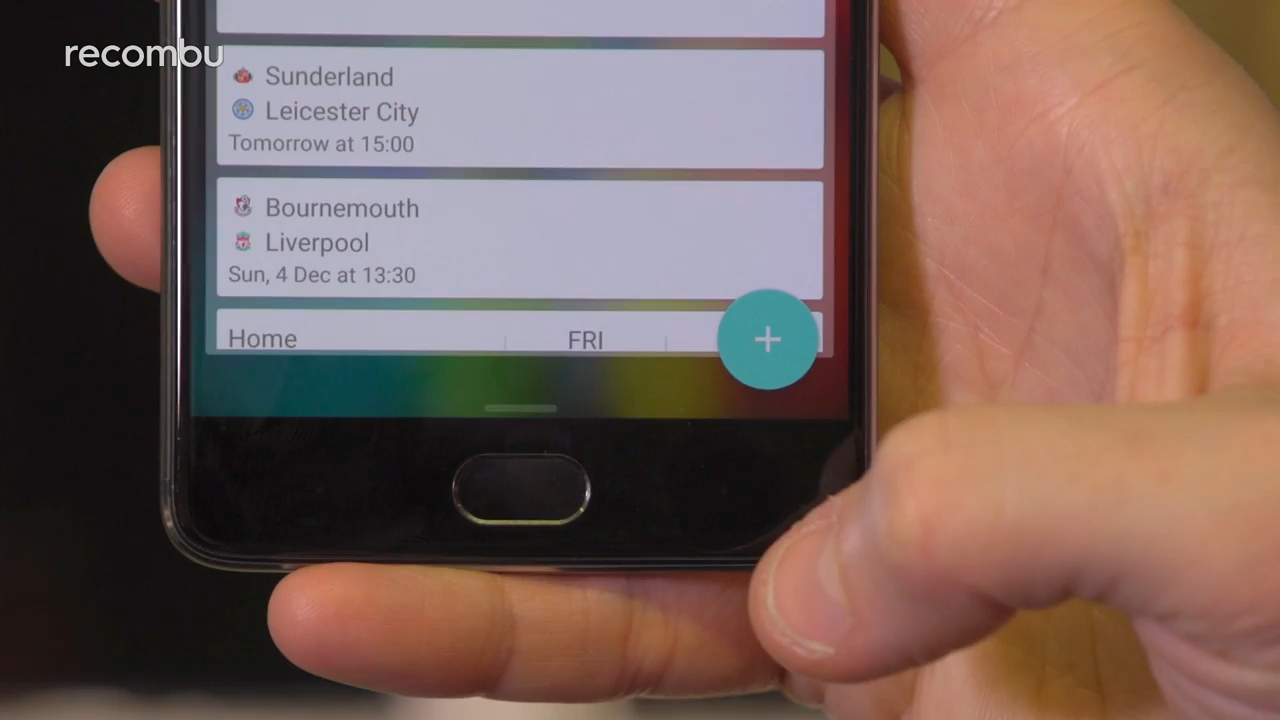 recombu
Sunderland
Leicester City
Tomorrow at 15:00
Bournemouth
Liverpool
Sun, 4 Dec at 13:30
Home FRI
+